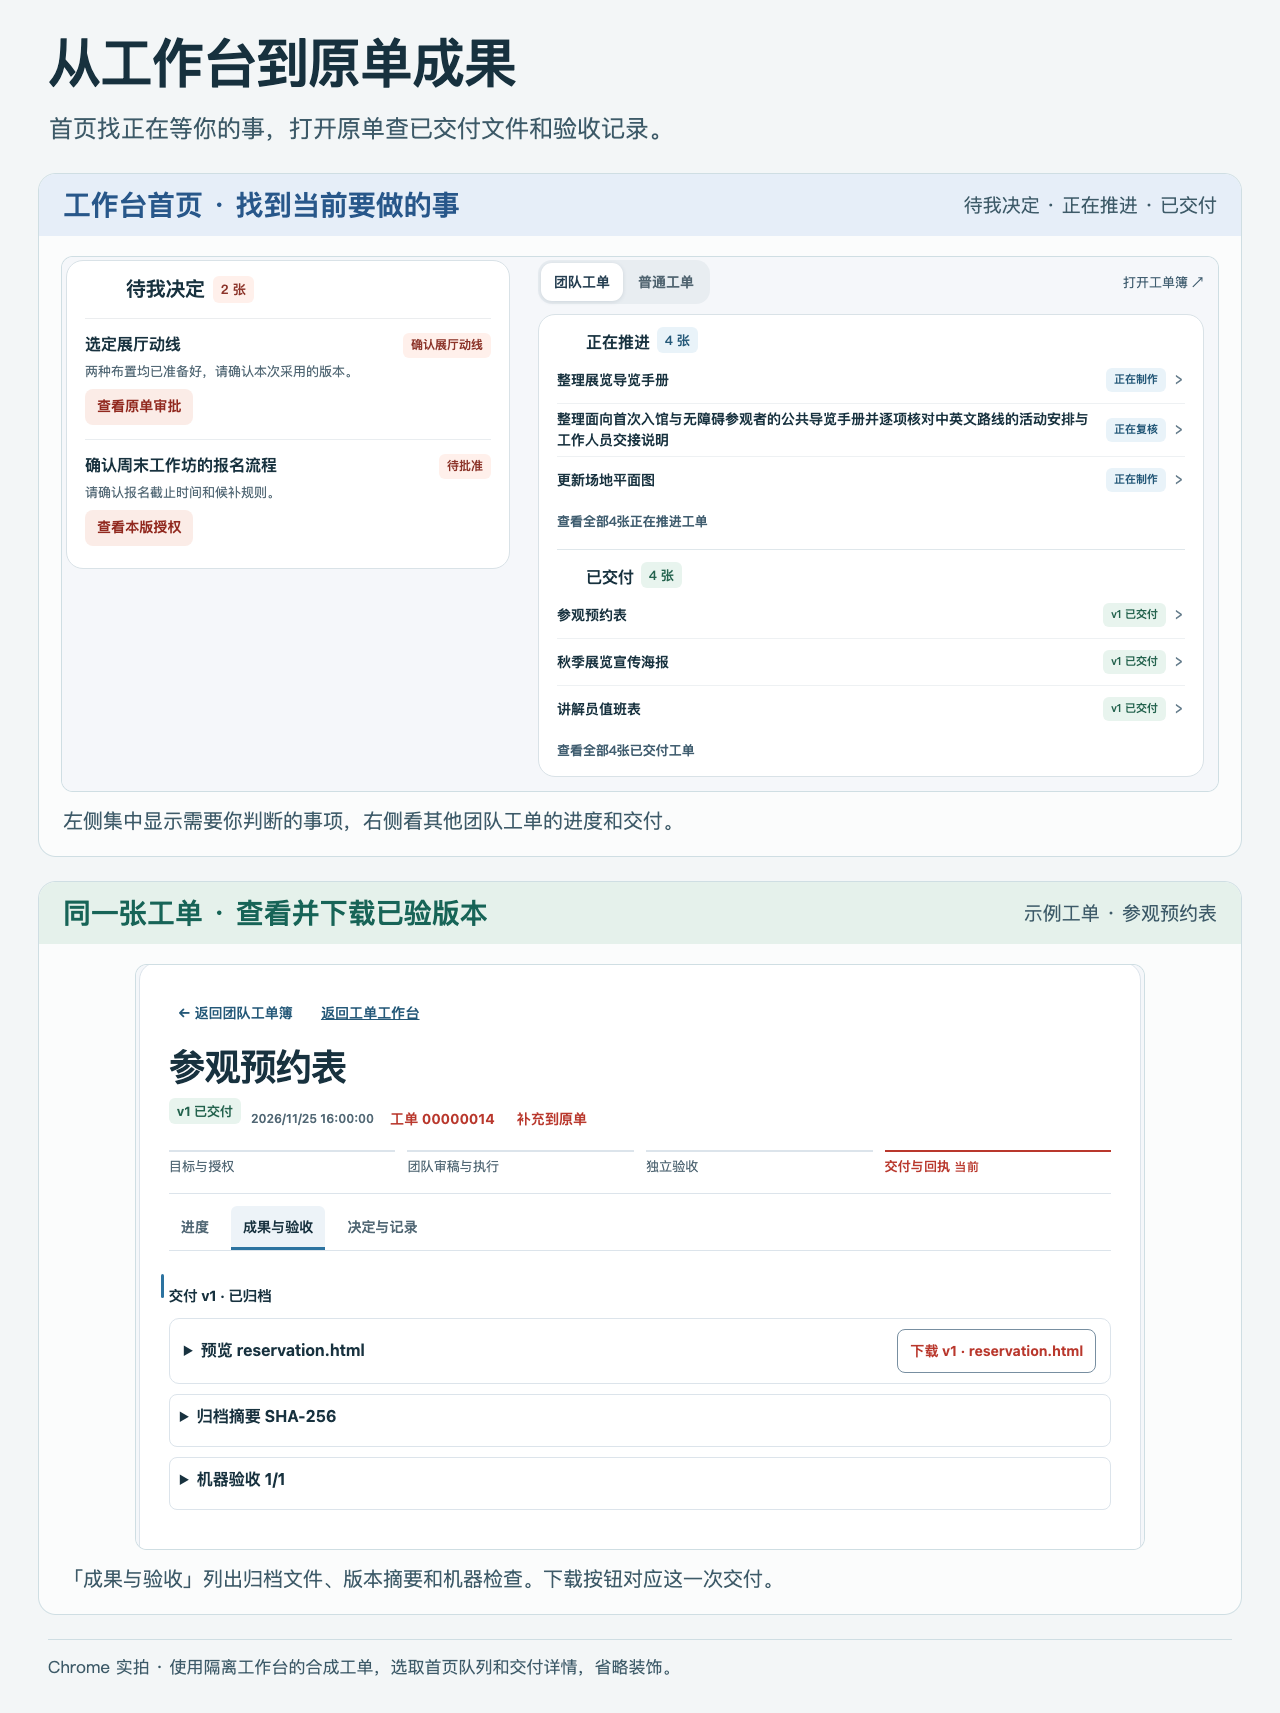 从工作台到原单成果
首页找正在等你的事，打开原单查已交付文件和验收记录。
工作台首页 · 找到当前要做的事
待我决定 · 正在推进 · 已交付
待我决定 2 张
选定展厅动线 确认展厅动线
两种布置均已准备好，请确认本次采用的版本。
查看原单审批
确认周末工作坊的报名流程 待批准
请确认报名截止时间和候补规则。
查看本版授权
团队工单 普通工单 打开工单簿 ↗
正在推进 4 张
整理展览导览手册 正在制作 >
整理面向首次入馆与无障碍参观者的公共导览手册并逐项核对中英文路线的活动安排与
工作人员交接说明 正在复核 >
更新场地平面图 正在制作 >
查看全部4张正在推进工单
已交付 4 张
参观预约表 v1 已交付 >
秋季展览宣传海报 v1 已交付 >
讲解员值班表 v1 已交付 >
查看全部4张已交付工单
左侧集中显示需要你判断的事项，右侧看其他团队工单的进度和交付。
同一张工单 · 查看并下载已验版本
示例工单 · 参观预约表
← 返回团队工单簿 返回工单工作台
参观预约表
v1 已交付 2026/11/25 16:00:00 工单 00000014 补充到原单
目标与授权 团队审稿与执行 独立验收 交付与回执 当前
进度 成果与验收 决定与记录
交付 v1 · 已归档
▶ 预览 reservation.html 下载 v1 · reservation.html
▶ 归档摘要 SHA-256
▶ 机器验收 1/1
「成果与验收」列出归档文件、版本摘要和机器检查。下载按钮对应这一次交付。
Chrome 实拍 · 使用隔离工作台的合成工单，选取首页队列和交付详情，省略装饰。